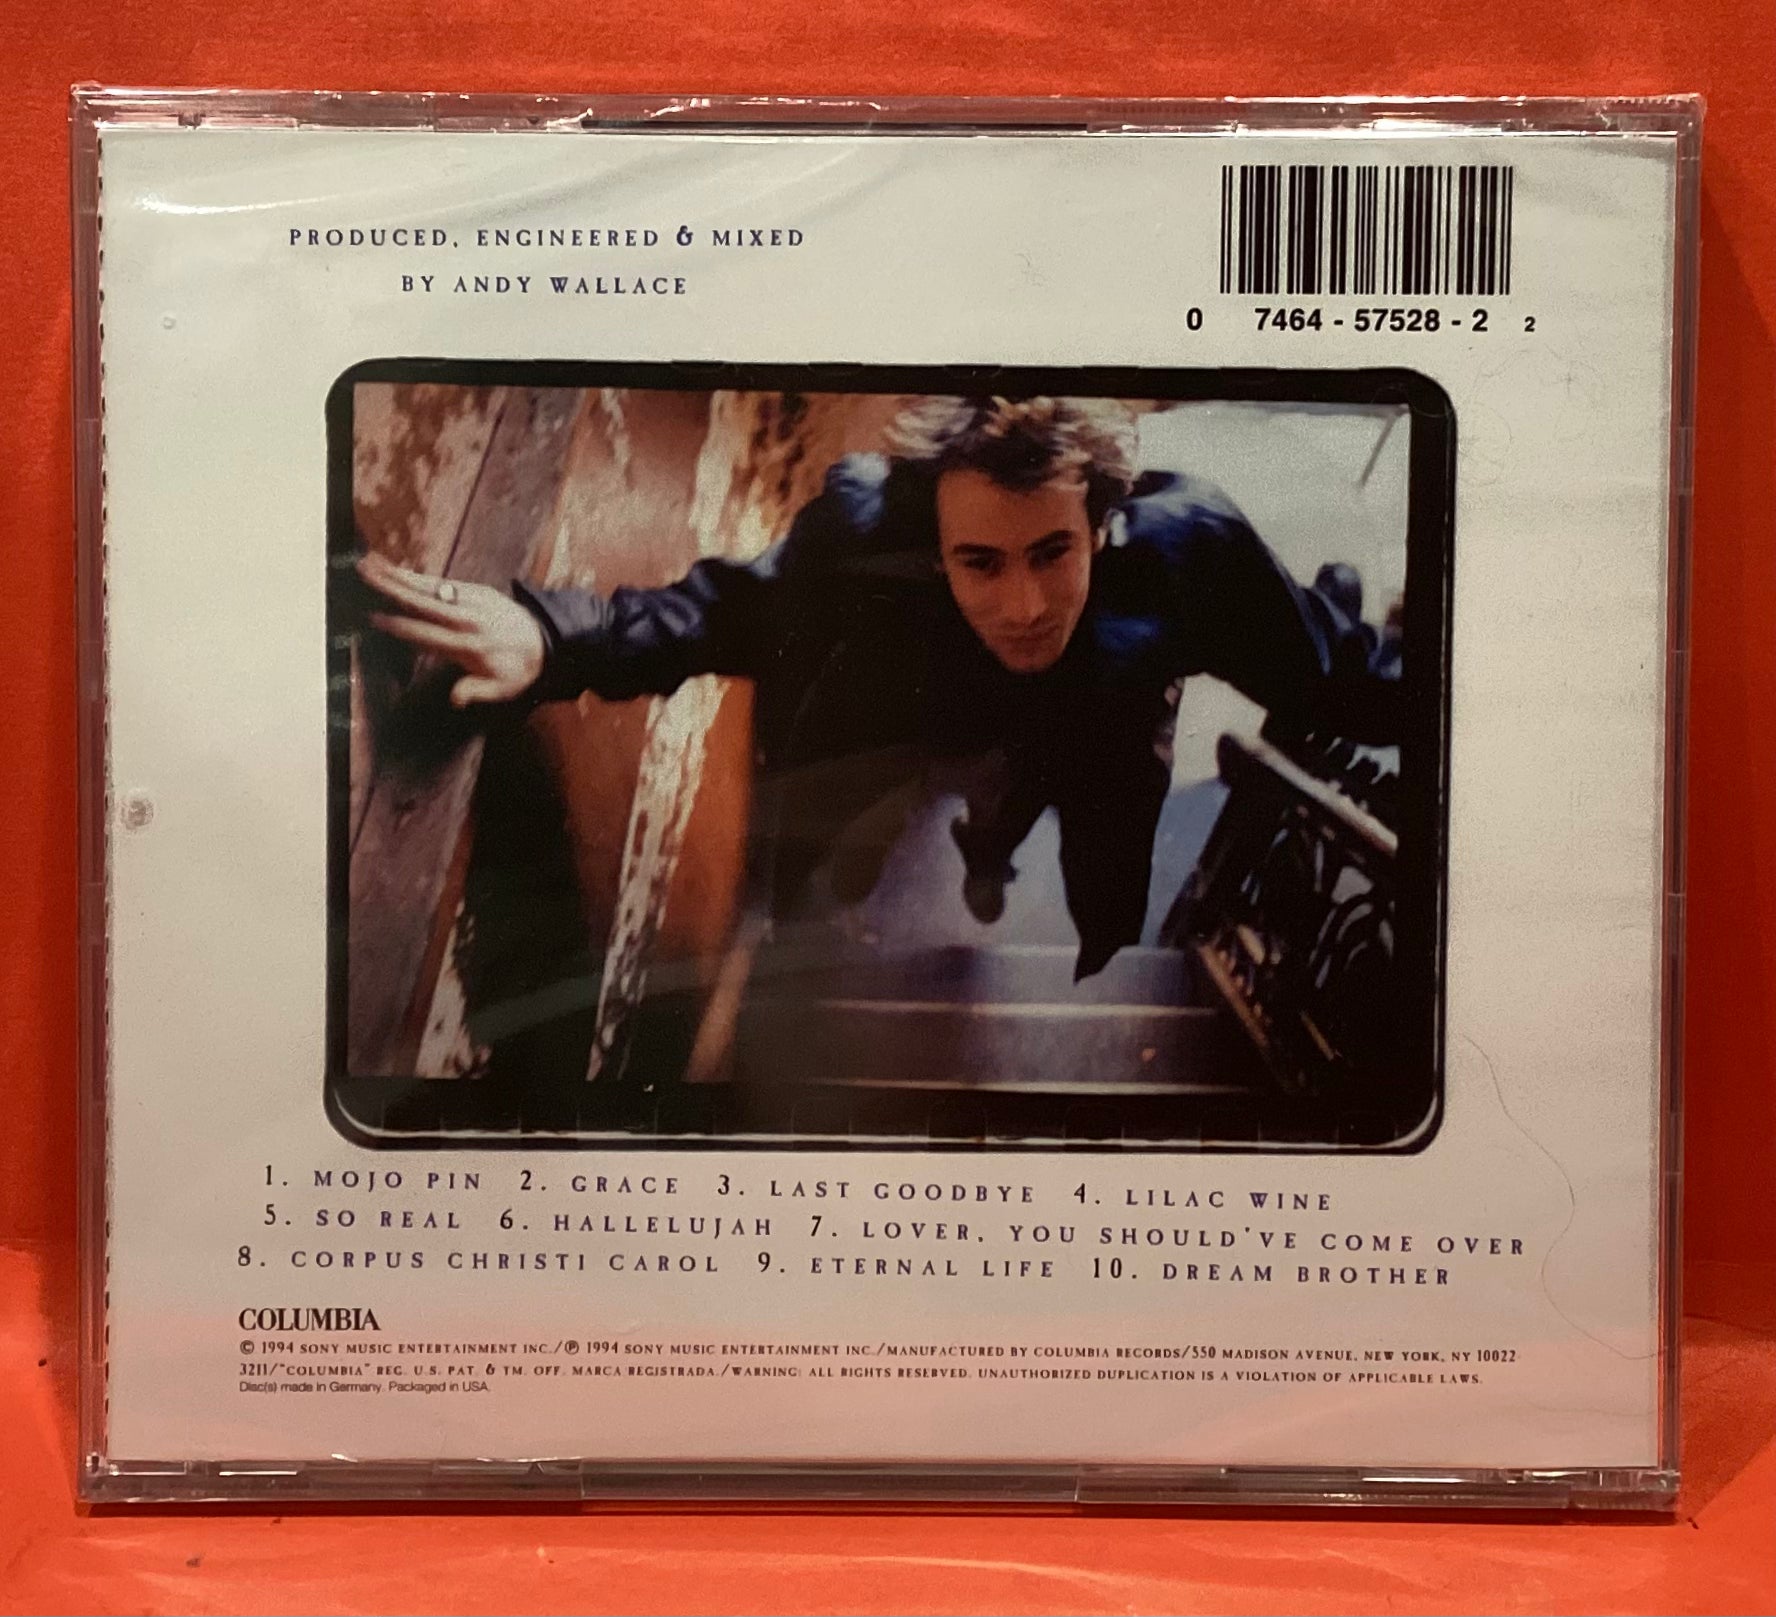 PRODUCED, ENGINEERED & MIXED
BY ANDY WALLACE
0 7464 - 57528 - 2 2
1. MOJO PIN 2. GRACE 3. LAST GOODBYE 4. LILAC WINE
5. SO REAL 6. HALLELUJAH 7. LOVER, YOU SHOULD'VE COME OVER
8. CORPUS CHRISTI CAROL 9. ETERNAL LIFE 10. DREAM BROTHER
COLUMBIA
© 1994 SONY MUSIC ENTERTAINMENT INC./℗ 1994 SONY MUSIC ENTERTAINMENT INC./MANUFACTURED BY COLUMBIA RECORDS/550 MADISON AVENUE, NEW YORK, NY 10022-
3211/"COLUMBIA" REG. U.S. PAT. & TM. OFF. MARCA REGISTRADA./WARNING: ALL RIGHTS RESERVED. UNAUTHORIZED DUPLICATION IS A VIOLATION OF APPLICABLE LAWS.
Disc(s) made in Germany. Packaged in USA.